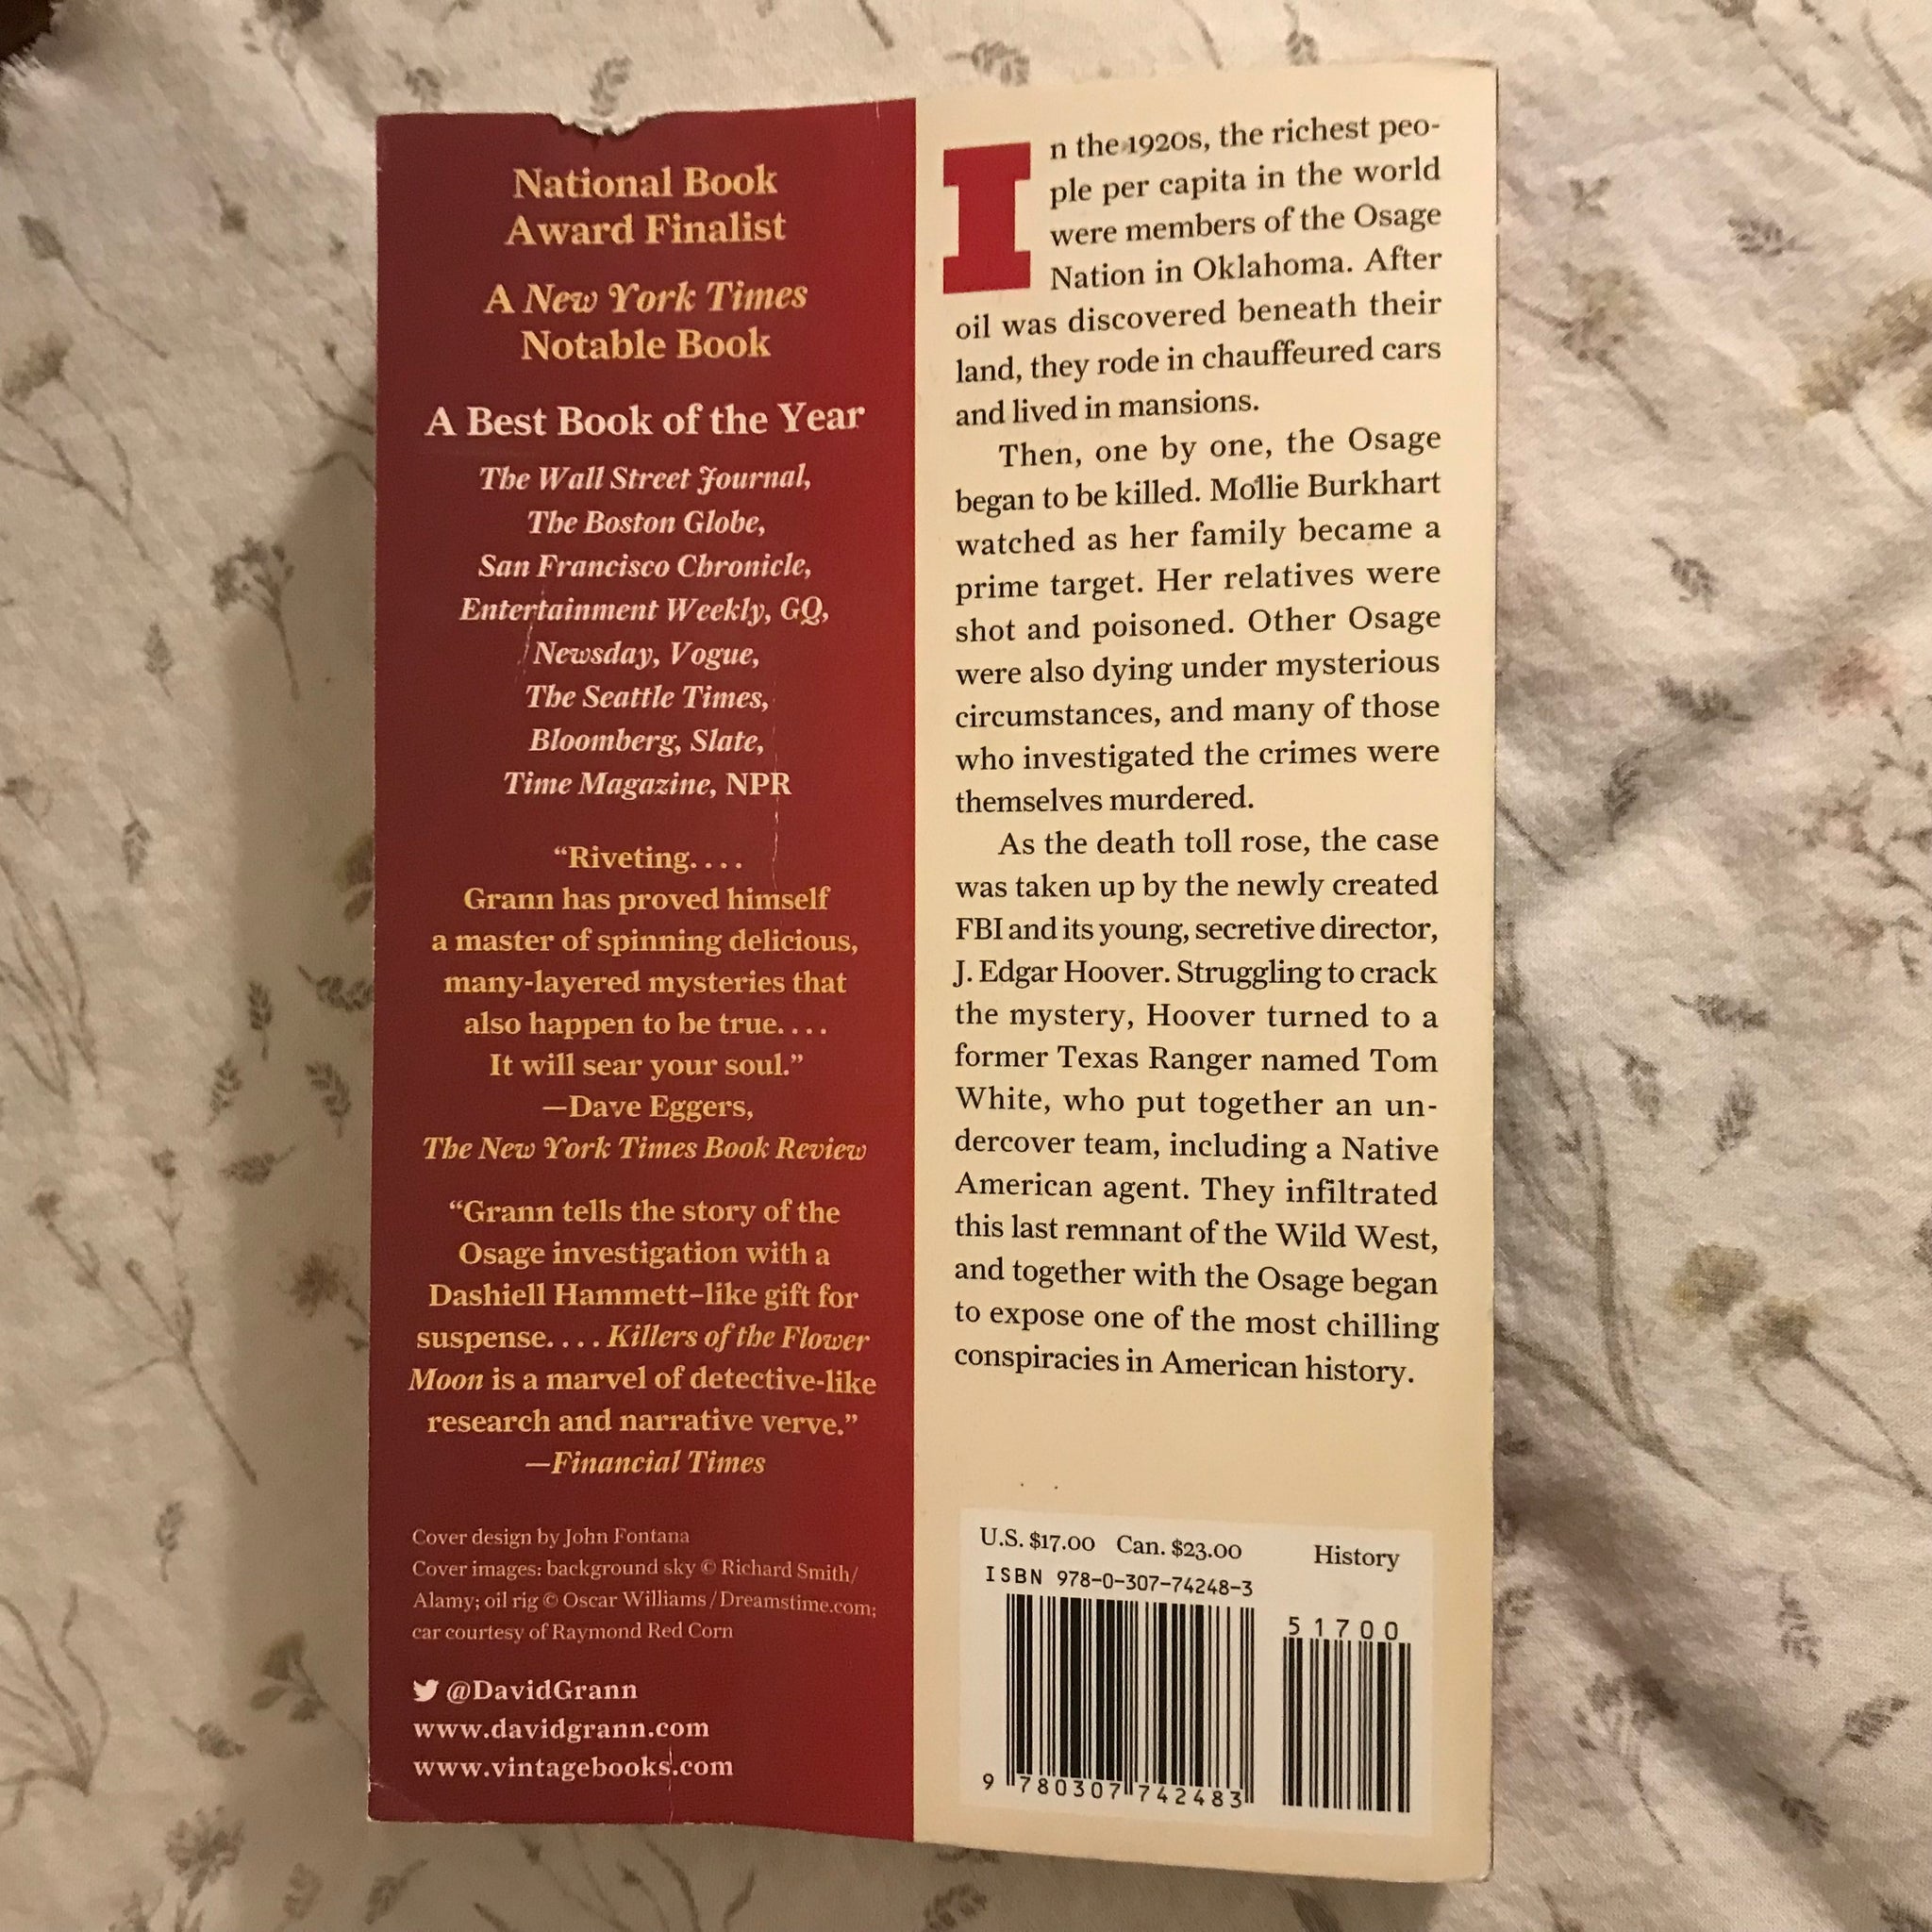 National Book
Award Finalist
A New York Times
Notable Book
A Best Book of the Year
The Wall Street Journal,
The Boston Globe,
San Francisco Chronicle,
Entertainment Weekly, GQ,
Newsday, Vogue,
The Seattle Times,
Bloomberg, Slate,
Time Magazine, NPR
“Riveting. . . .
Grann has proved himself
a master of spinning delicious,
many-layered mysteries that
also happen to be true. . . .
It will sear your soul.”
—Dave Eggers,
The New York Times Book Review
“Grann tells the story of the
Osage investigation with a
Dashiell Hammett–like gift for
suspense. . . . Killers of the Flower
Moon is a marvel of detective-like
research and narrative verve.”
—Financial Times
Cover design by John Fontana
Cover images: background sky © Richard Smith/
Alamy; oil rig © Oscar Williams/Dreamstime.com;
car courtesy of Raymond Red Corn
@DavidGrann
www.davidgrann.com
www.vintagebooks.com
In the 1920s, the richest peo-
ple per capita in the world
were members of the Osage
Nation in Oklahoma. After
oil was discovered beneath their
land, they rode in chauffeured cars
and lived in mansions.
Then, one by one, the Osage
began to be killed. Mollie Burkhart
watched as her family became a
prime target. Her relatives were
shot and poisoned. Other Osage
were also dying under mysterious
circumstances, and many of those
who investigated the crimes were
themselves murdered.
As the death toll rose, the case
was taken up by the newly created
FBI and its young, secretive director,
J. Edgar Hoover. Struggling to crack
the mystery, Hoover turned to a
former Texas Ranger named Tom
White, who put together an un-
dercover team, including a Native
American agent. They infiltrated
this last remnant of the Wild West,
and together with the Osage began
to expose one of the most chilling
conspiracies in American history.
U.S. $17.00 Can. $23.00 History
ISBN 978-0-307-74248-3
51700
9 780307 742483